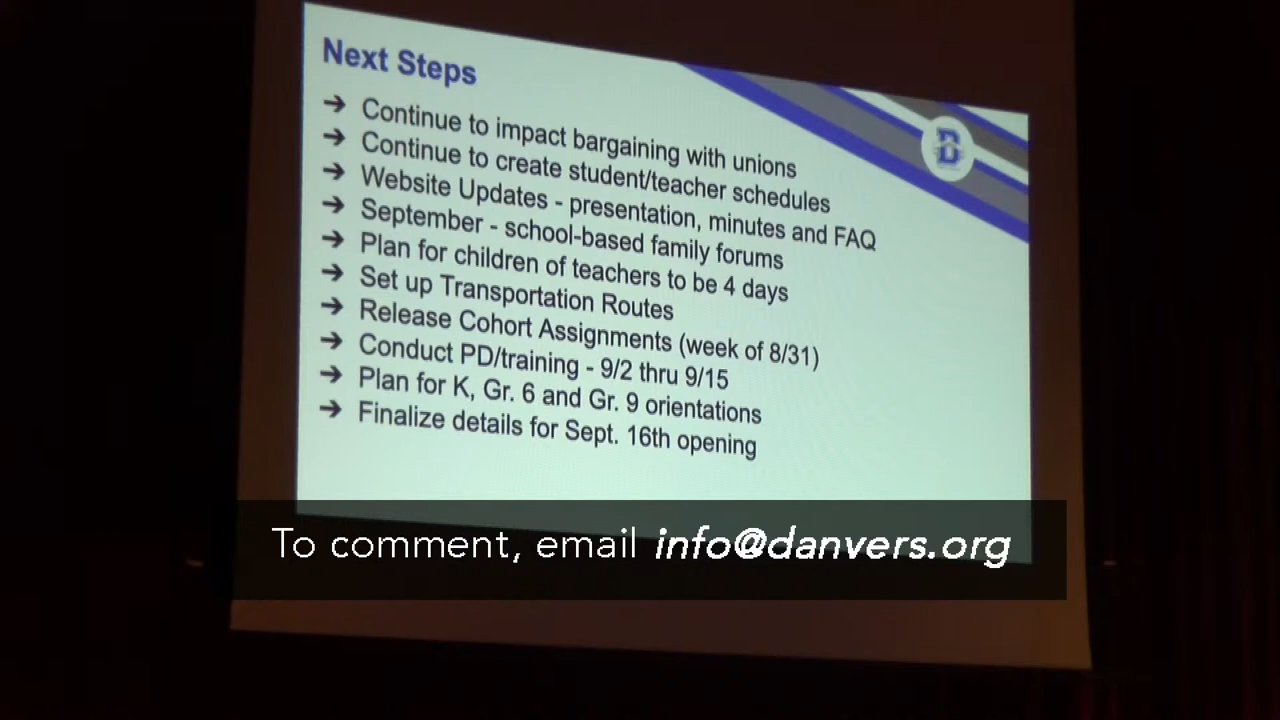 Next Steps
➔ Continue to impact bargaining with unions
➔ Continue to create student/teacher schedules
➔ Website Updates - presentation, minutes and FAQ
➔ September - school-based family forums
➔ Plan for children of teachers to be 4 days
➔ Set up Transportation Routes
➔ Release Cohort Assignments (week of 8/31)
➔ Conduct PD/training - 9/2 thru 9/15
➔ Plan for K, Gr. 6 and Gr. 9 orientations
➔ Finalize details for Sept. 16th opening
D
To comment, email info@danvers.org